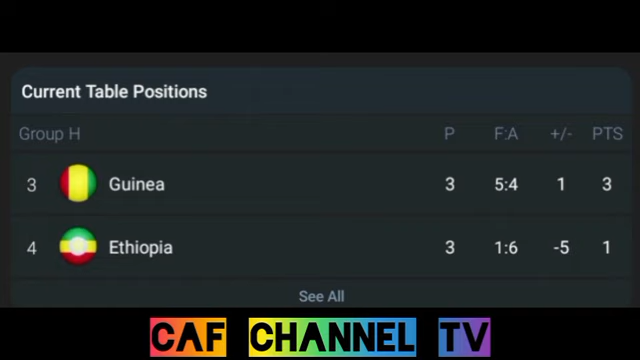 Current Table Positions
Group H P F:A +/- PTS
3 Guinea 3 5:4 1 3
4 Ethiopia 3 1:6 -5 1
See All
CAF CHANNEL TV